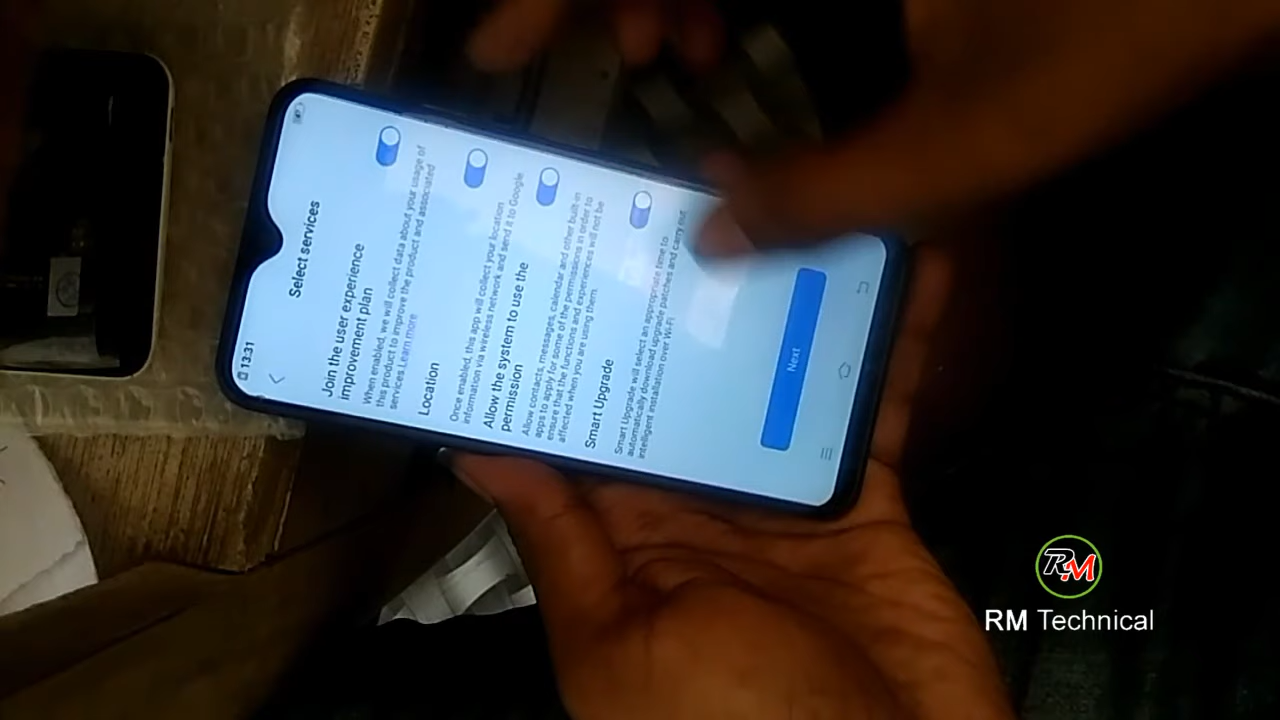 13:31
Select services
Join the user experience
improvement plan
When enabled, we will collect data about your usage of
this product to improve the product and associated
services.Learn more
Location
Once enabled, this app will collect your location
information via wireless network and send it to Google.
Allow the system to use the
permission
Allow contacts, messages, calendar and other built-in
apps to apply for some of the permissions in order to
ensure that the functions and experiences will not be
affected when you are using them.
Smart Upgrade
Smart Upgrade will select an appropriate time to
automatically download upgrade patches and carry out
intelligent installation over Wi-Fi
Next
RM
RM Technical